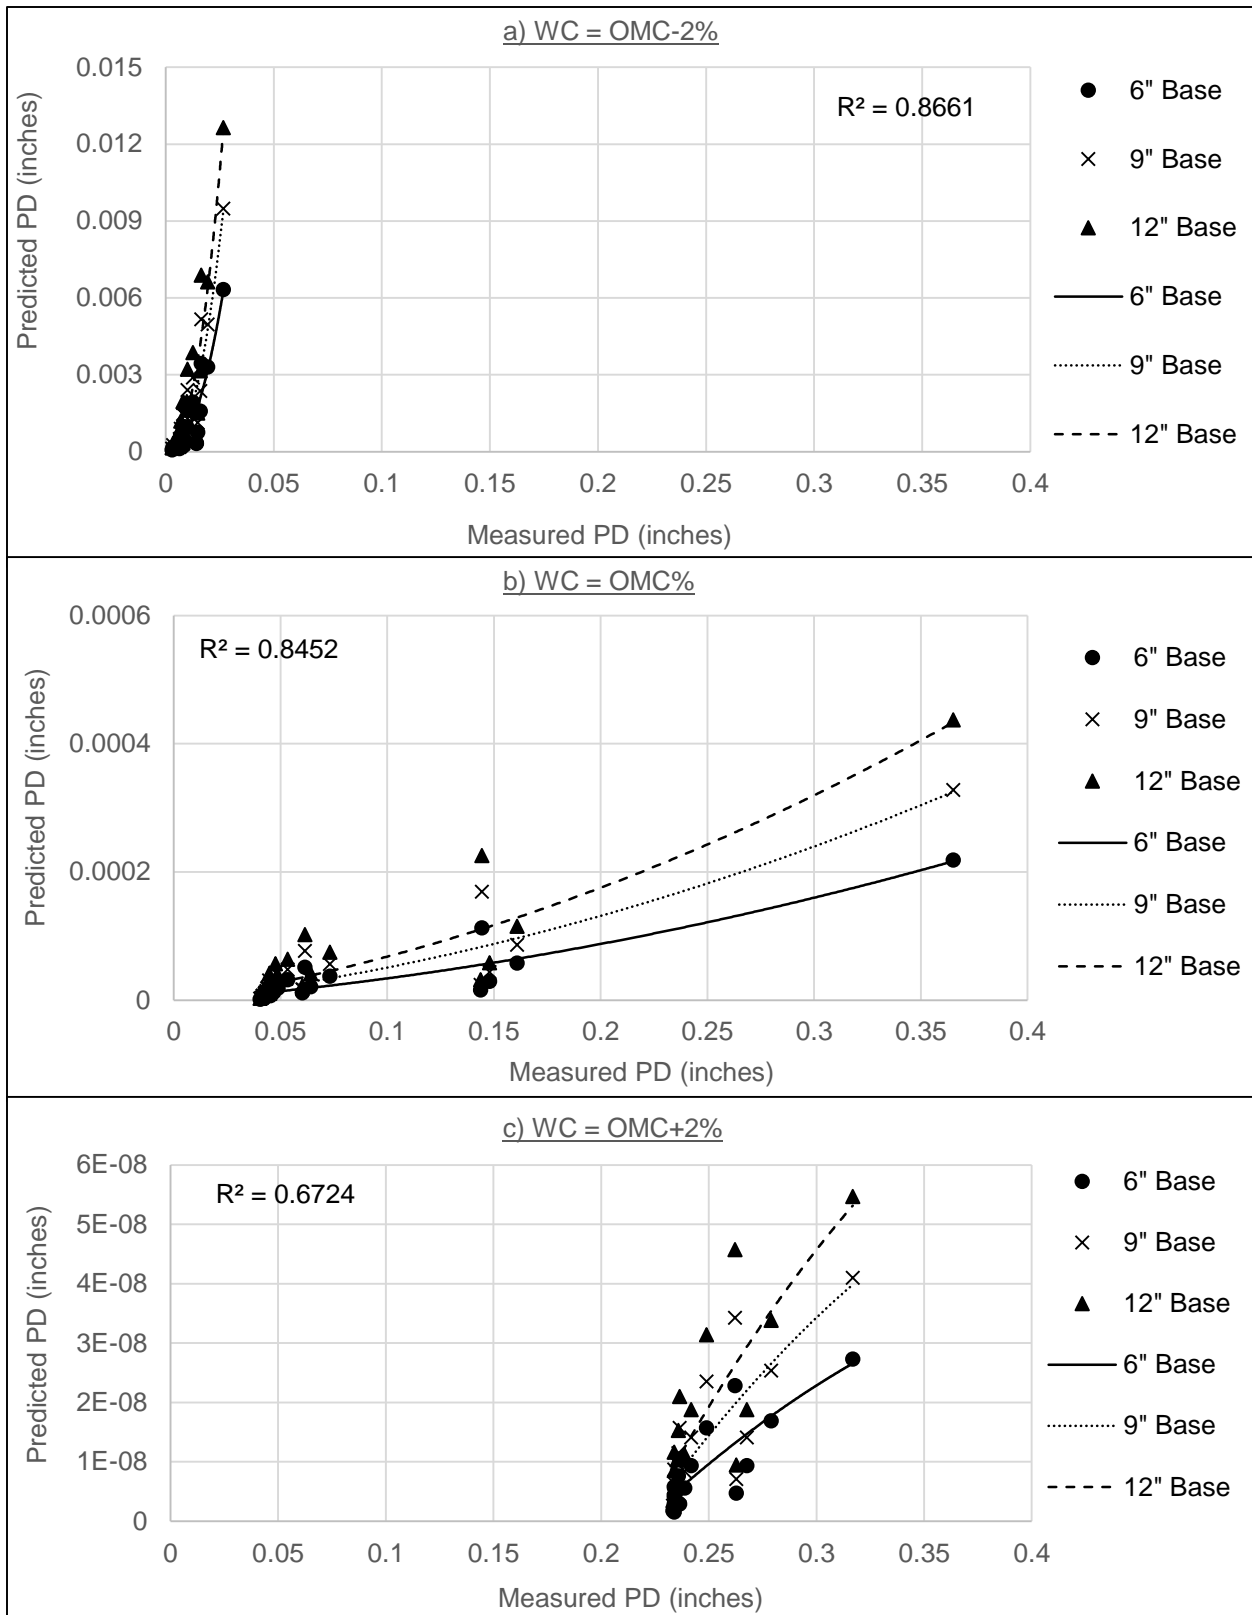 a) WC = OMC-2%
Predicted PD (inches)
0.015
0.012
0.009
0.006
0.003
0
R² = 0.8661
0 0.05 0.1 0.15 0.2 0.25 0.3 0.35 0.4
Measured PD (inches)
6" Base
9" Base
12" Base
6" Base
9" Base
12" Base
b) WC = OMC%
Predicted PD (inches)
0.0006
0.0004
0.0002
0
R² = 0.8452
0 0.05 0.1 0.15 0.2 0.25 0.3 0.35 0.4
Measured PD (inches)
6" Base
9" Base
12" Base
6" Base
9" Base
12" Base
c) WC = OMC+2%
Predicted PD (inches)
6E-08
5E-08
4E-08
3E-08
2E-08
1E-08
0
R² = 0.6724
0 0.05 0.1 0.15 0.2 0.25 0.3 0.35 0.4
Measured PD (inches)
6" Base
9" Base
12" Base
6" Base
9" Base
12" Base